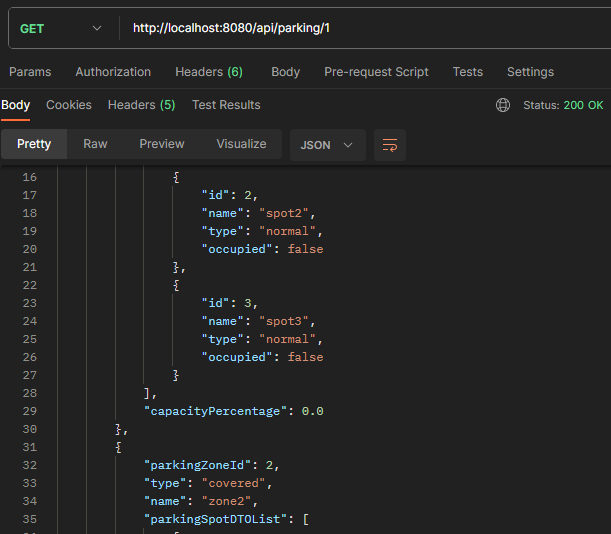 GET http://localhost:8080/api/parking/1
Params Authorization Headers (6) Body Pre-request Script Tests Settings
Body Cookies Headers (5) Test Results Status: 200 OK
Pretty Raw Preview Visualize JSON
16 {
17 "id": 2,
18 "name": "spot2",
19 "type": "normal",
20 "occupied": false
21 },
22 {
23 "id": 3,
24 "name": "spot3",
25 "type": "normal",
26 "occupied": false
27 }
28 ],
29 "capacityPercentage": 0.0
30 },
31 {
32 "parkingZoneId": 2,
33 "type": "covered",
34 "name": "zone2",
35 "parkingSpotDTOList": [